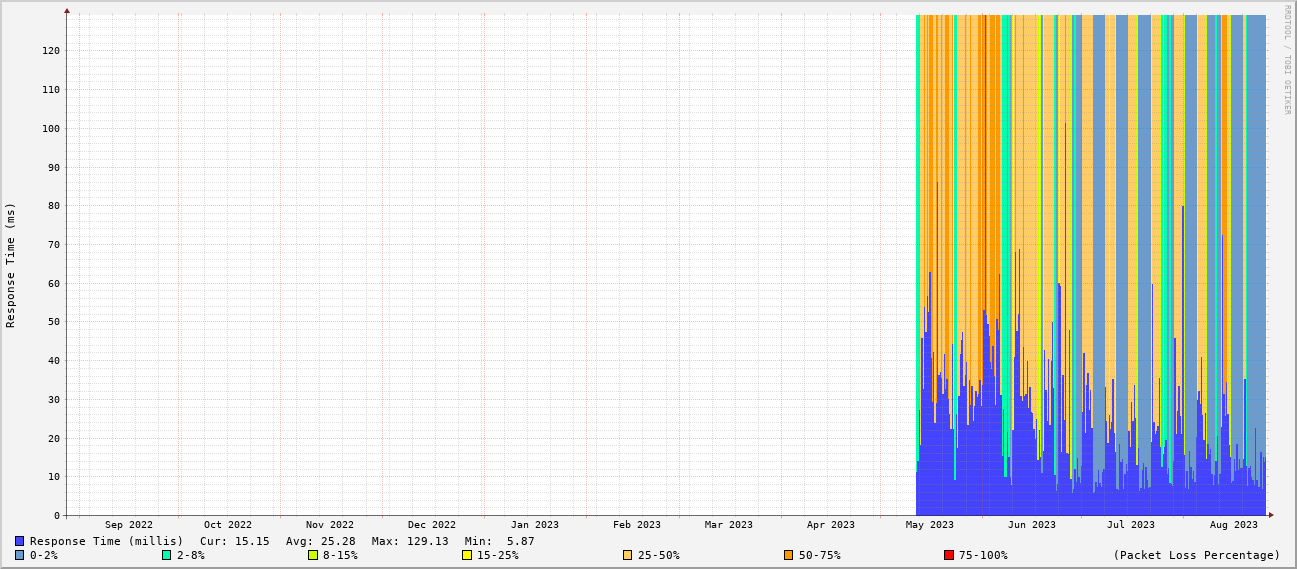 RRDTOOL / TOBI OETIKER
Response Time (ms)
120
110
100
90
80
70
60
50
40
30
20
10
0
Sep 2022 Oct 2022 Nov 2022 Dec 2022 Jan 2023 Feb 2023 Mar 2023 Apr 2023 May 2023 Jun 2023 Jul 2023 Aug 2023
Response Time (millis) Cur: 15.15 Avg: 25.28 Max: 129.13 Min: 5.87
0-2% 2-8% 8-15% 15-25% 25-50% 50-75% 75-100% (Packet Loss Percentage)